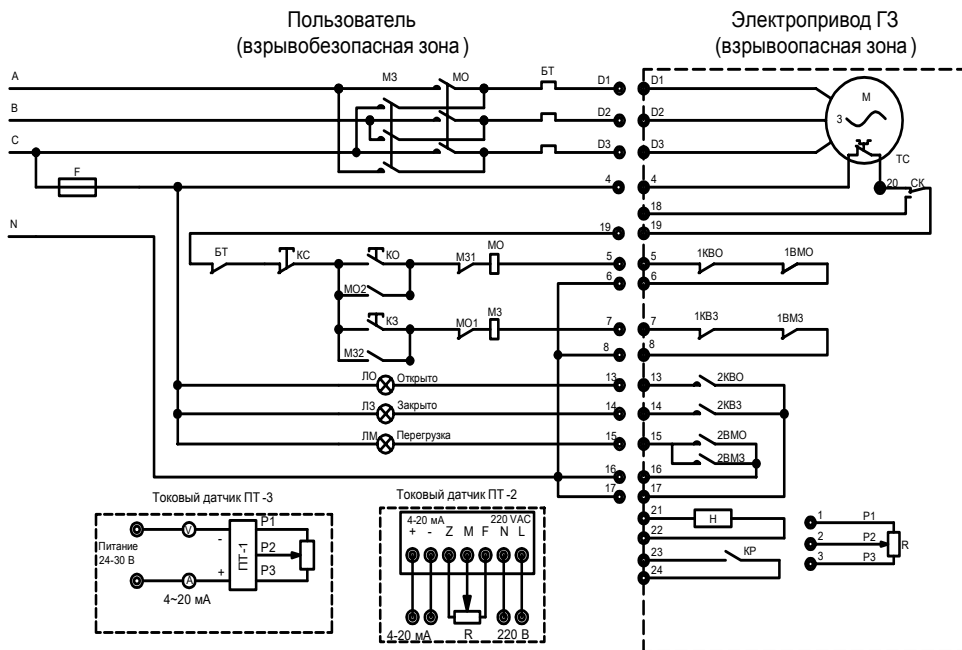 Пользователь
(взрывобезопасная зона )
Электропривод ГЗ
(взрывоопасная зона )
A
МЗ
МО
БТ
D1
D1
М
B
D2
D2
3
C
D3
D3
ТС
F
4
4
20
СК
18
N
19
19
БТ
КС
КО
МЗ1
МО
5
5
1КВО
1ВМО
МО2
6
6
КЗ
МО1
МЗ
7
7
1КВЗ
1ВМЗ
МЗ2
8
8
ЛО
Открыто
13
13
2КВО
ЛЗ
Закрыто
14
14
2КВЗ
ЛМ
Перегрузка
15
15
2ВМО
2ВМЗ
16
16
17
17
Токовый датчик ПТ -3
Питание
24-30 В
V
-
ПТ-1
P1
P2
P3
A
+
4~20 мА
Токовый датчик ПТ -2
4-20 мА
220 VAC
+ - Z M F N L
4-20 мА
R
220 В
21
Н
22
23
КР
24
1
P1
2
P2
R
3
P3